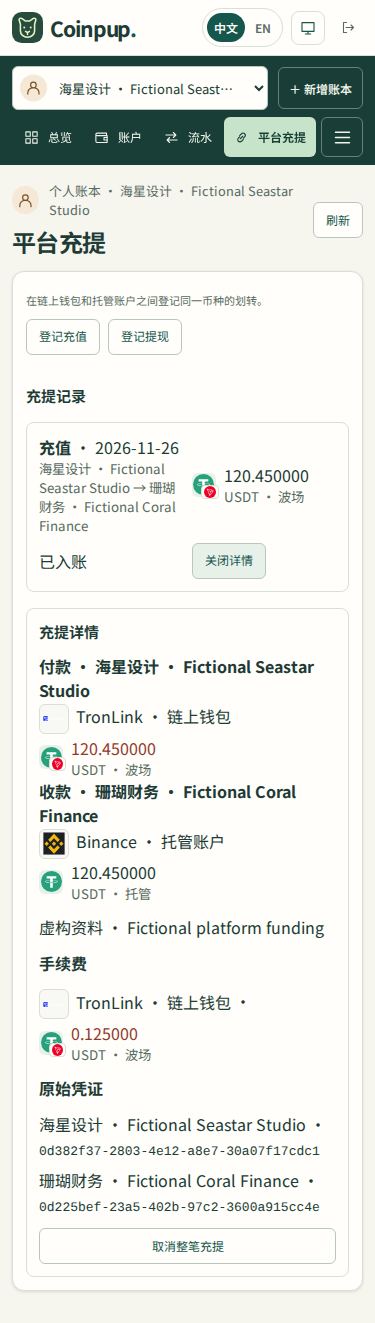 Coinpup.
中文 EN
海星设计 · Fictional Seast···
+ 新增账本
总览 账户 流水 平台充提
个人账本 · 海星设计 · Fictional Seastar
Studio
平台充提
刷新
在链上钱包和托管账户之间登记同一币种的划转。
登记充值 登记提现
充提记录
充值 · 2026-11-26
海星设计 · Fictional
Seastar Studio → 珊瑚
财务 · Fictional Coral
Finance
120.450000
USDT · 波场
已入账
关闭详情
充提详情
付款 · 海星设计 · Fictional Seastar
Studio
TronLink · 链上钱包
120.450000
USDT · 波场
收款 · 珊瑚财务 · Fictional Coral
Finance
Binance · 托管账户
120.450000
USDT · 托管
虚构资料 · Fictional platform funding
手续费
TronLink · 链上钱包 ·
0.125000
USDT · 波场
原始凭证
海星设计 · Fictional Seastar Studio ·
0d382f37-2803-4e12-a8e7-30a07f17cdc1
珊瑚财务 · Fictional Coral Finance ·
0d225bef-23a5-402b-97c2-3600a915cc4e
取消整笔充提